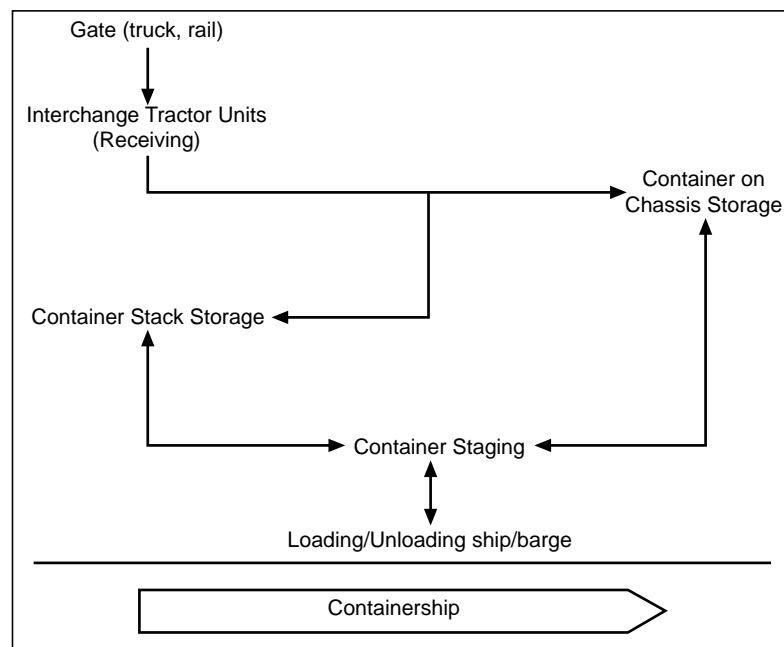 Gate (truck, rail)
Interchange Tractor Units
(Receiving)
Container on
Chassis Storage
Container Stack Storage
Container Staging
Loading/Unloading ship/barge
Containership